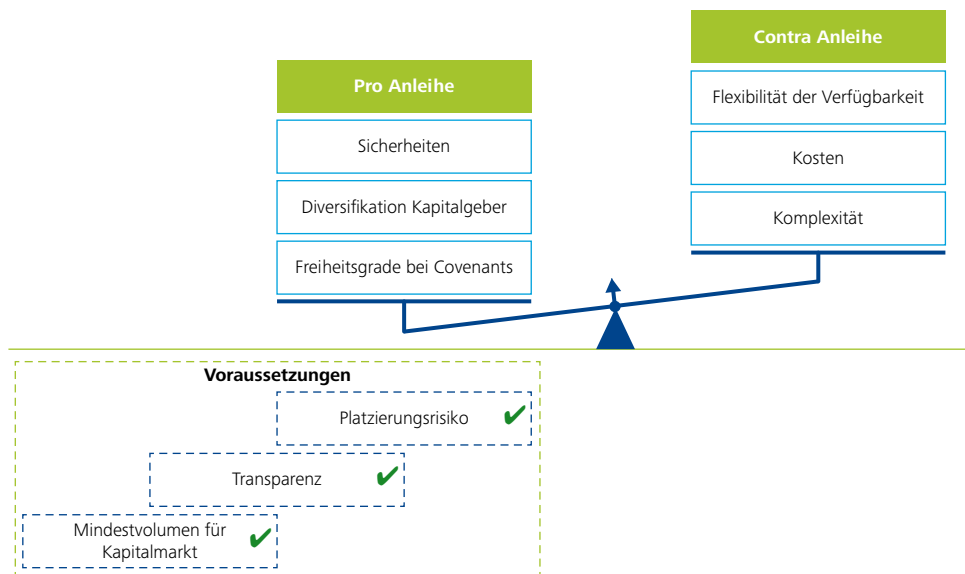 Pro Anleihe
Sicherheiten
Diversifikation Kapitalgeber
Freiheitsgrade bei Covenants
Contra Anleihe
Flexibilität der Verfügbarkeit
Kosten
Komplexität
Voraussetzungen
Platzierungsrisiko
Transparenz
Mindestvolumen für
Kapitalmarkt